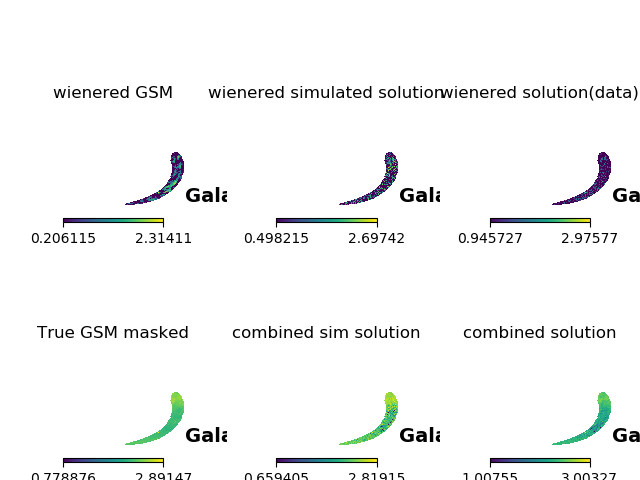 wienered GSM wienered simulated solution wienered solution(data)
Gala Gala Ga
0.206115 2.31411 0.498215 2.69742 0.945727 2.97577
True GSM masked combined sim solution combined solution
Gala Gala Ga
0.778876 2.89147 0.659405 2.81915 1.00755 3.00327